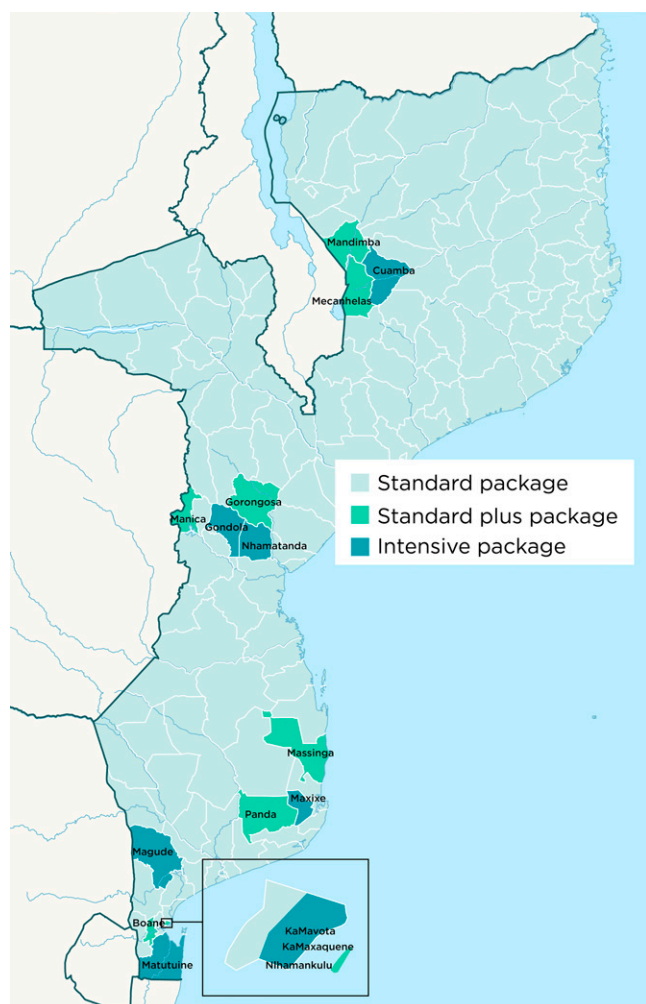 Mandimba
Cuamba
Mecanhelas
Standard package
Standard plus package
Intensive package
Gorongosa
Manica
Gondola
Nhamatanda
Massinga
Maxixe
Panda
Magude
Boane
KaMavota
KaMaxaquene
Nlhamankulu
Matutuine